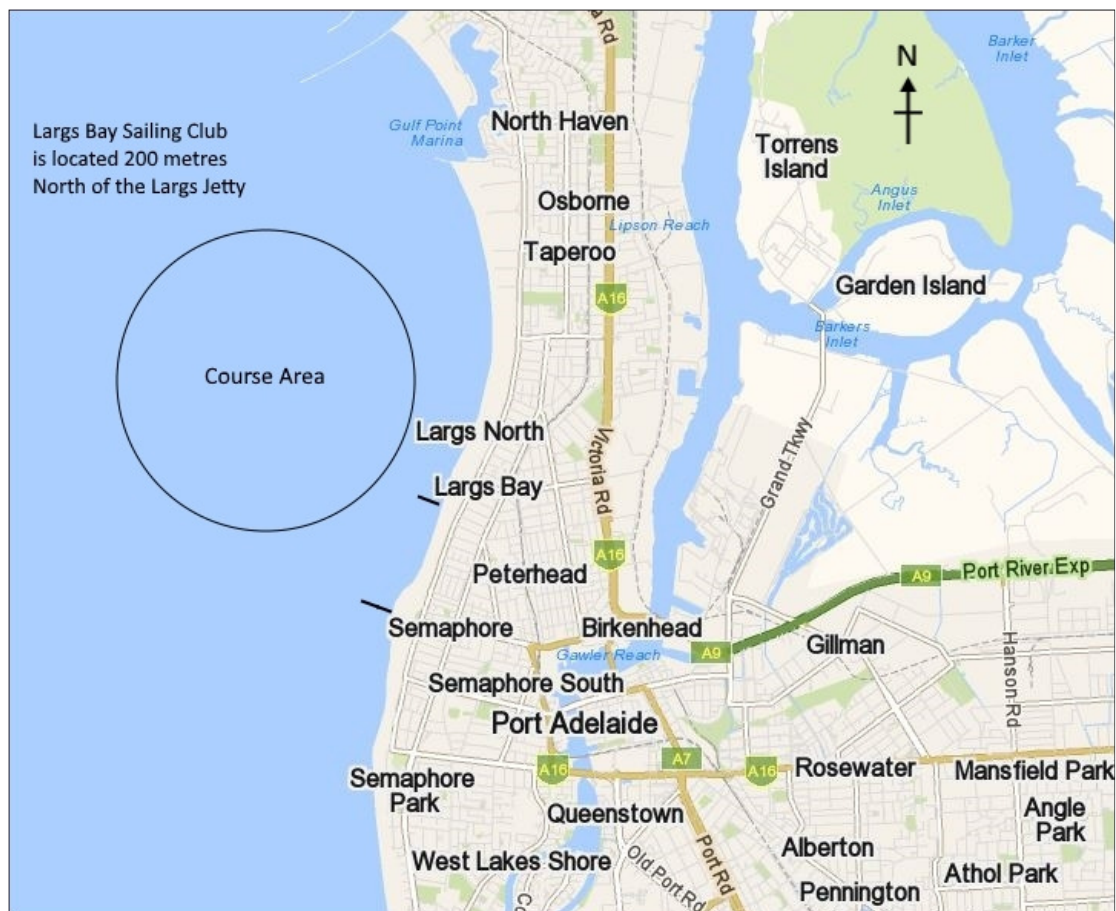 a Rd
Barker
Inlet
N
Largs Bay Sailing Club
is located 200 metres
North of the Largs Jetty
Gulf Point
Marina
North Haven
Torrens
Island
Angus
Inlet
Osborne
Lipson Reach
Taperoo
A16
Garden Island
Barkers
Inlet
Course Area
Largs North
Victoria Rd
Grand Tkwy
Largs Bay
A16
Peterhead
A9
Port River Exp
Semaphore
Birkenhead
Gawler Reach
A9
Gillman
Hanson Rd
Semaphore South
Port Adelaide
A7
A16
A16
Rosewater
Mansfield Park
Semaphore
Park
Queenstown
Angle
Park
Port Rd
Old Port Rd
Alberton
West Lakes Shore
Athol Park
Pennington
Co